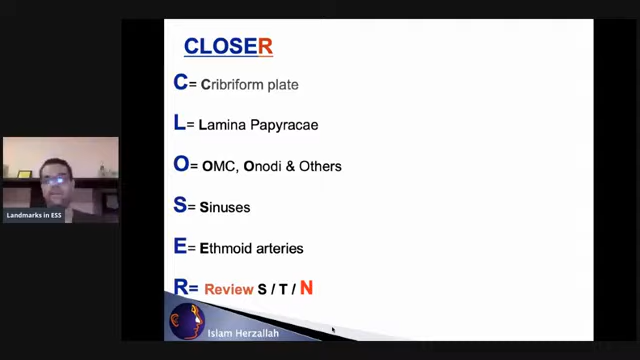 CLOSER
C= Cribriform plate
L= Lamina Papyracae
O= OMC, Onodi & Others
S= Sinuses
Landmarks in ESS
E= Ethmoid arteries
R= Review S / T / N
Islam Herzallah